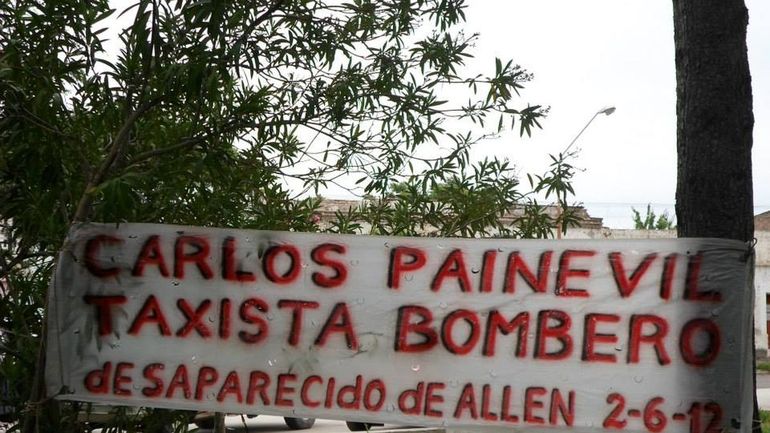 CARLOS PAINEVIL
TAXISTA BOMBERO
dESAPARECIdO dE ALLEN 2-6-12